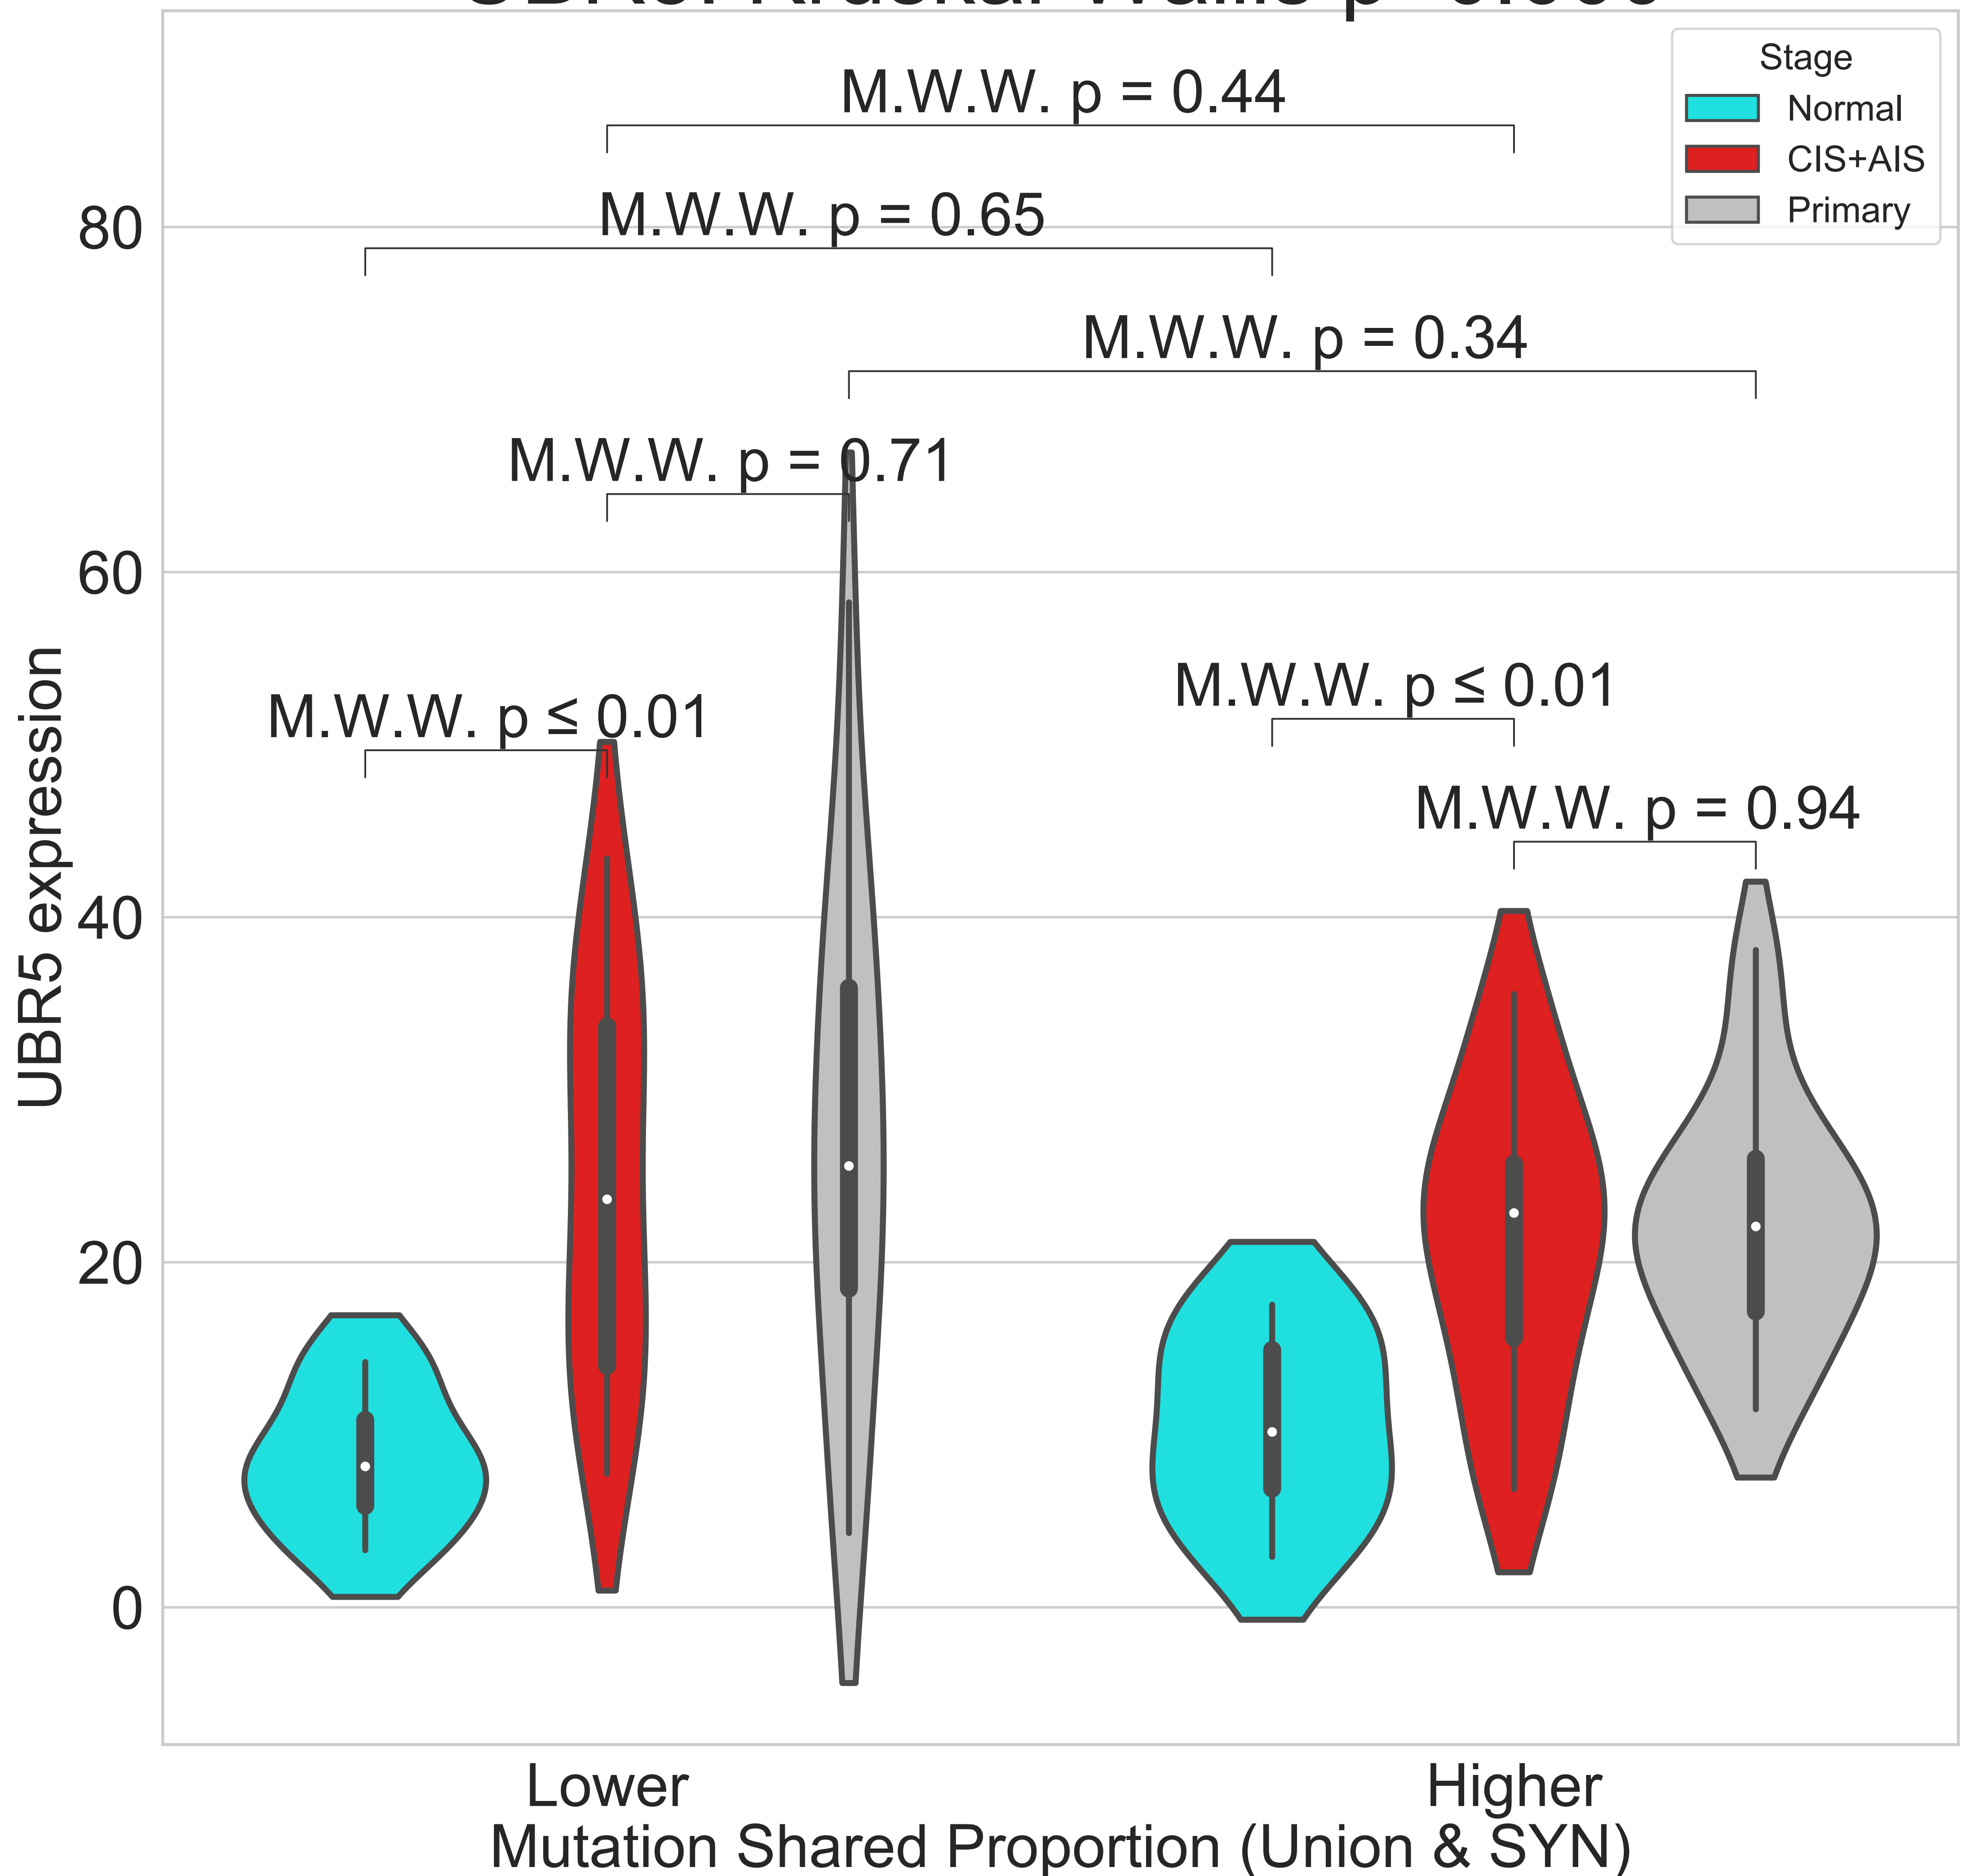 Stage
Normal
CIS+AIS
Primary
M.W.W. p = 0.44
M.W.W. p = 0.65
M.W.W. p = 0.34
M.W.W. p = 0.71
M.W.W. p ≤ 0.01
M.W.W. p ≤ 0.01
M.W.W. p = 0.94
80
60
40
20
0
UBR5 expression
Lower
Higher
Mutation Shared Proportion (Union & SYN)